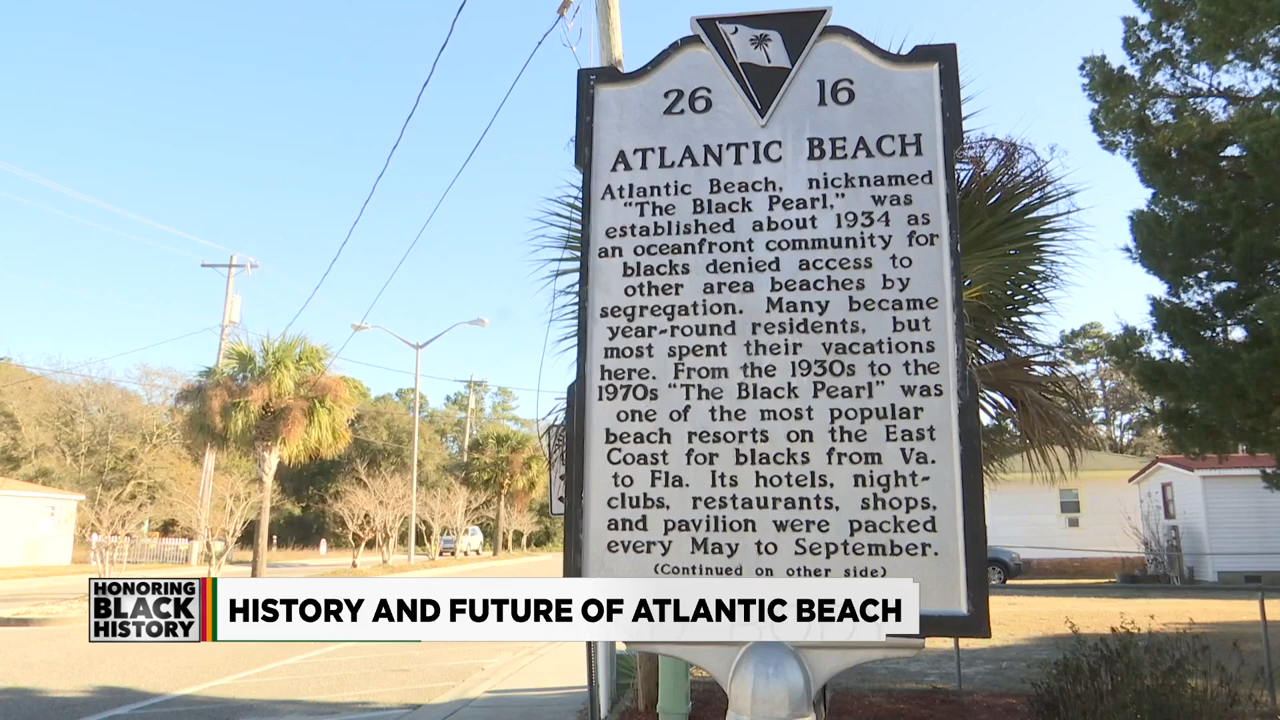 26 16
ATLANTIC BEACH
Atlantic Beach, nicknamed
"The Black Pearl," was
established about 1934 as
an oceanfront community for
blacks denied access to
other area beaches by
segregation. Many became
year-round residents, but
most spent their vacations
here. From the 1930s to the
1970s "The Black Pearl" was
one of the most popular
beach resorts on the East
Coast for blacks from Va.
to Fla. Its hotels, night-
clubs, restaurants, shops,
and pavilion were packed
every May to September.
(Continued on other side)
HONORING
BLACK
HISTORY
HISTORY AND FUTURE OF ATLANTIC BEACH